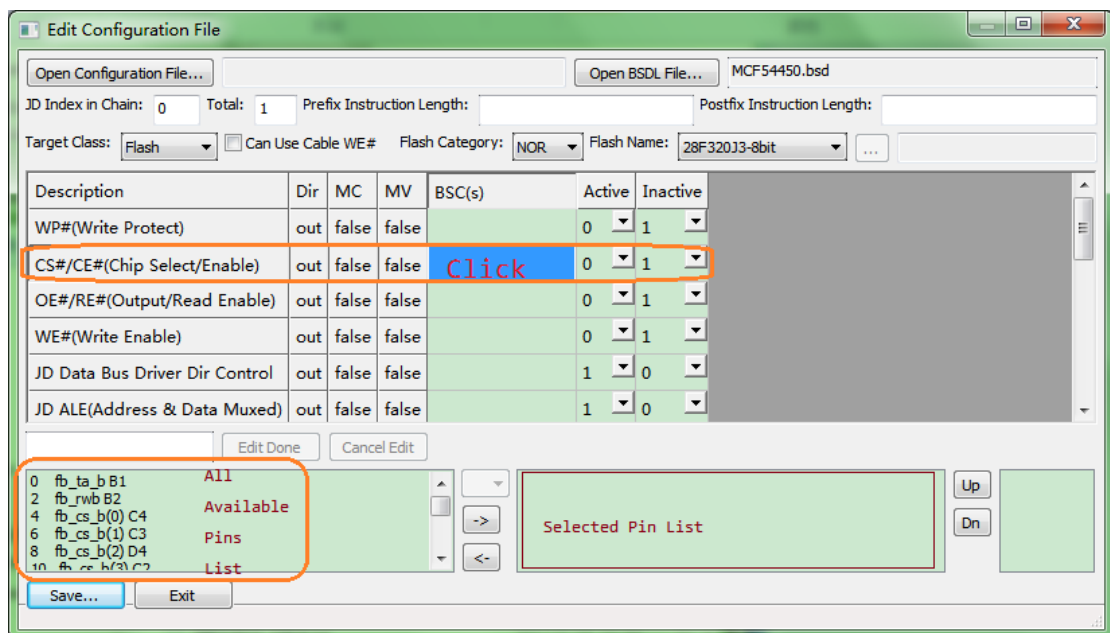 Edit Configuration File
Open Configuration File... Open BSDL File... MCF54450.bsd
JD Index in Chain: 0 Total: 1 Prefix Instruction Length: Postfix Instruction Length:
Target Class: Flash Can Use Cable WE# Flash Category: NOR Flash Name: 28F320J3-8bit ...
Description Dir MC MV BSC(s) Active Inactive
WP#(Write Protect) out false false 0 1
CS#/CE#(Chip Select/Enable) out false false Click 0 1
OE#/RE#(Output/Read Enable) out false false 0 1
WE#(Write Enable) out false false 0 1
JD Data Bus Driver Dir Control out false false 1 0
JD ALE(Address & Data Muxed) out false false 1 0
Edit Done Cancel Edit
0 fb_ta_b B1 All
2 fb_rwb B2 Available
4 fb_cs_b(0) C4
6 fb_cs_b(1) C3 Pins
8 fb_cs_b(2) D4
10 fb_cs_b(3) C2 List
-> Selected Pin List Up
<- Dn
Save... Exit